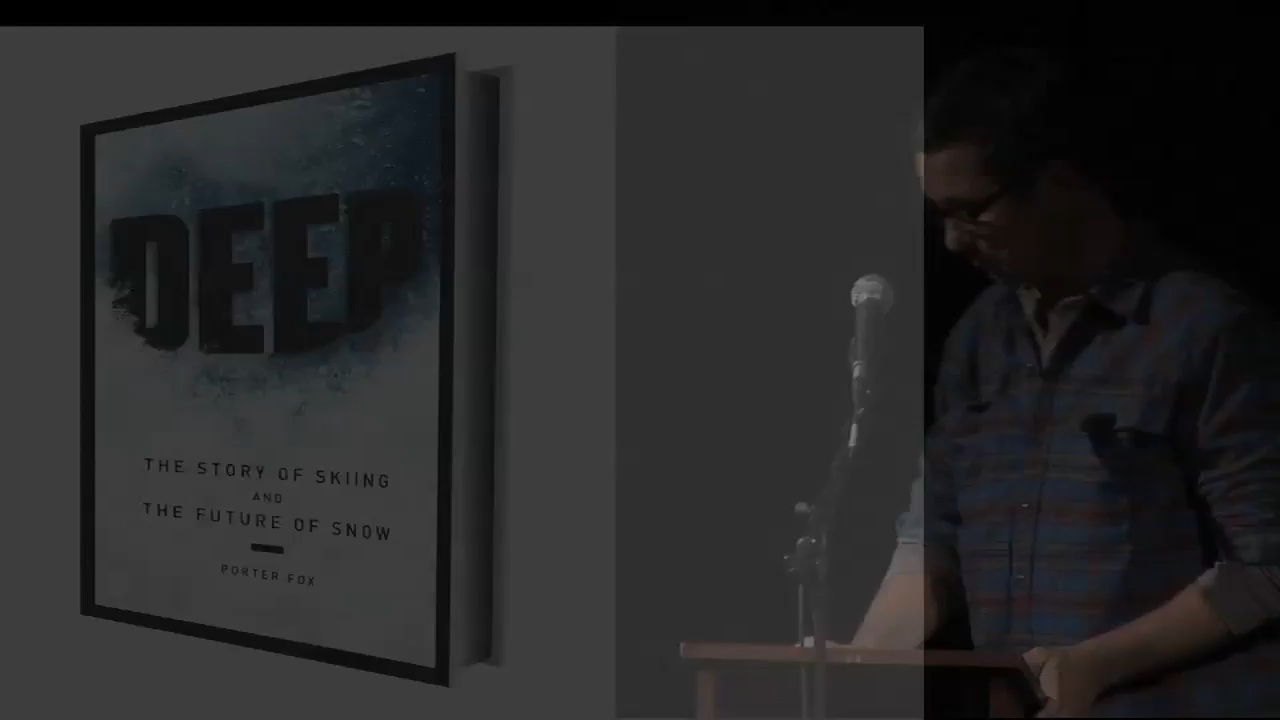 DEEP
THE STORY OF SKIING
AND
THE FUTURE OF SNOW
PORTER FOX